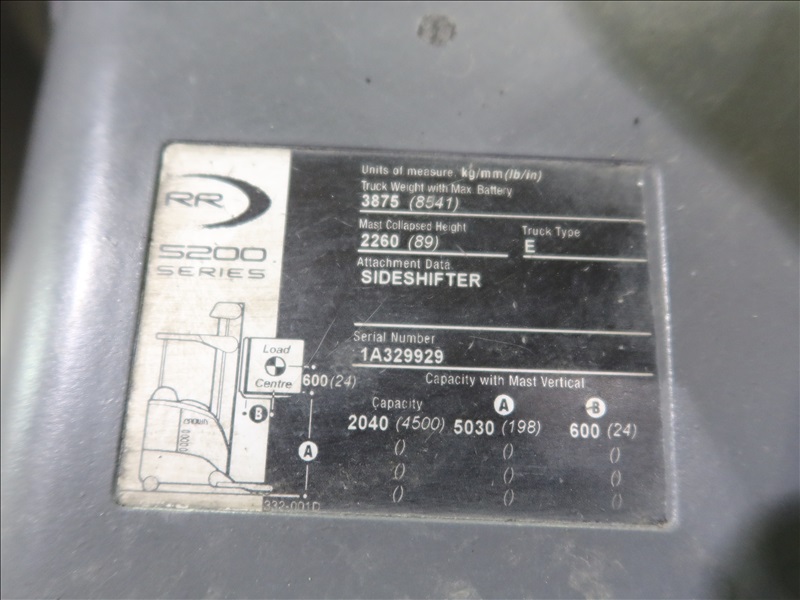 RR
5200
SERIES
Units of measure: kg/mm(lb/in)
Truck Weight with Max. Battery
3875 (8541)
Mast Collapsed Height
2260 (89)
Truck Type
E
Attachment Data
SIDESHIFTER
Serial Number
1A329929
Capacity with Mast Vertical
Load
Centre
600(24)
B
A
CROWN
Capacity A B
2040 (4500) 5030 (198) 600 (24)
() () ()
() () ()
() () ()